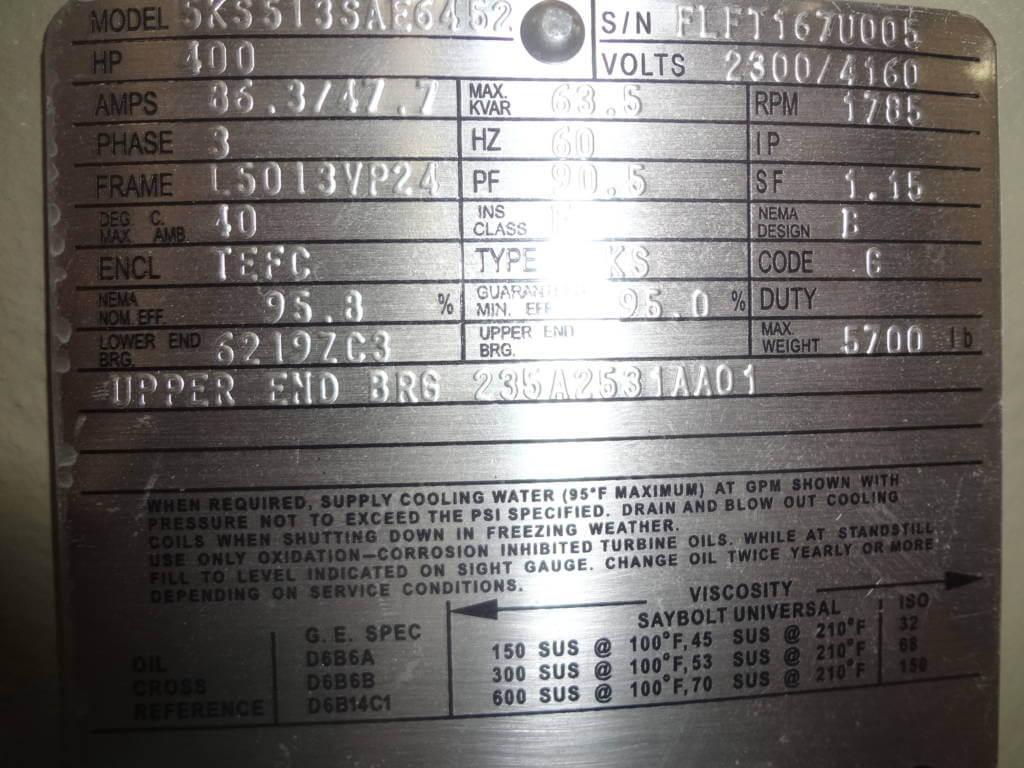 MODEL 5KS513SAE6452 S/N FLFT167U005
HP 400 VOLTS 2300/4160
AMPS 86.3/47.7 MAX. KVAR 63.5 RPM 1785
PHASE 3 HZ 60 IP
FRAME L5013VP24 PF 90.5 SF 1.15
DEG C. MAX AMB. 40 INS CLASS NEMA DESIGN B
ENCL TEFC TYPE KS CODE G
NEMA NOM. EFF. 95.8 % GUARANTEED MIN. EFF 95.0 % DUTY
LOWER END BRG. 6219ZC3 UPPER END BRG. MAX. WEIGHT 5700 lb
UPPER END BRG 235A2531AA01
WHEN REQUIRED, SUPPLY COOLING WATER (95°F MAXIMUM) AT GPM SHOWN WITH
PRESSURE NOT TO EXCEED THE PSI SPECIFIED. DRAIN AND BLOW OUT COOLING
COILS WHEN SHUTTING DOWN IN FREEZING WEATHER.
USE ONLY OXIDATION-CORROSION INHIBITED TURBINE OILS. WHILE AT STANDSTILL
FILL TO LEVEL INDICATED ON SIGHT GAUGE. CHANGE OIL TWICE YEARLY OR MORE
DEPENDING ON SERVICE CONDITIONS.
VISCOSITY
G.E. SPEC SAYBOLT UNIVERSAL ISO
OIL D6B6A 150 SUS @ 100°F,45 SUS @ 210°F 32
CROSS D6B6B 300 SUS @ 100°F,53 SUS @ 210°F 68
REFERENCE D6B14C1 600 SUS @ 100°F,70 SUS @ 210°F 150